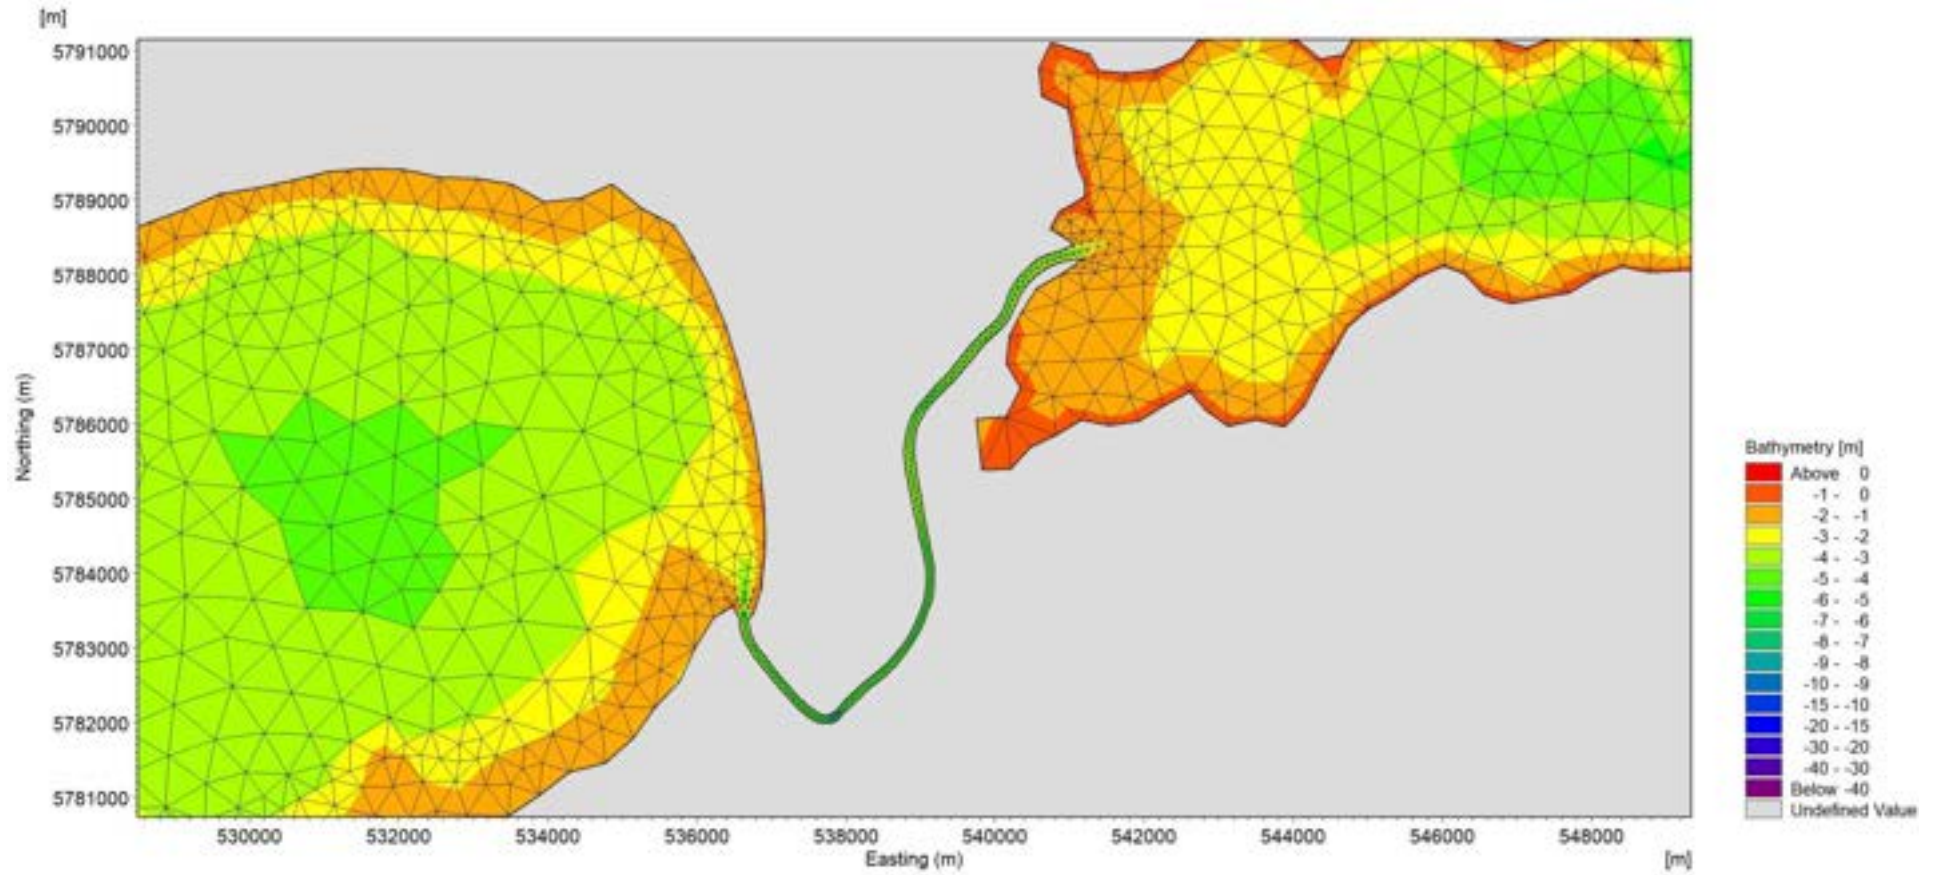 [m]
5791000
5790000
5789000
5788000
5787000
5786000
5785000
5784000
5783000
5782000
5781000
Northing (m)
530000 532000 534000 536000 538000 540000 542000 544000 546000 548000
Easting (m)
[m]
Bathymetry [m]
Above 0
-1 - 0
-2 - -1
-3 - -2
-4 - -3
-5 - -4
-6 - -5
-7 - -6
-8 - -7
-9 - -8
-10 - -9
-15 - -10
-20 - -15
-30 - -20
-40 - -30
Below -40
Undefined Value